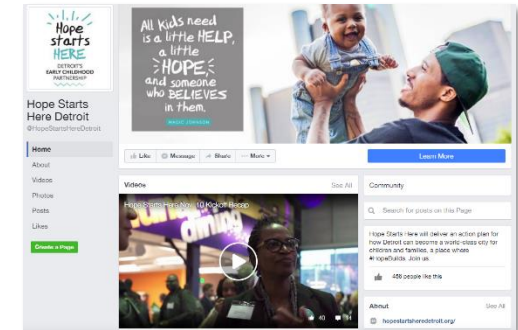 Hope
starts
HERE
DETROIT'S
EARLY CHILDHOOD
PARTNERSHIP
Hope Starts
Here Detroit
@HopeStartsHereDetroit
Home
About
Videos
Photos
Posts
Likes
Create a Page
All kids need
is a little HELP,
a little
HOPE,
and someone
who BELIEVES
in them.
MAGIC JOHNSON
Like
Message
Share
More
Learn More
Videos
See All
Hope Starts Here Nov. 10 Kickoff Recap
40
Community
Search for posts on this Page
Hope Starts Here will deliver an action plan for
how Detroit can become a world-class city for
children and families, a place where
#HopeBuilds. Join us.
458 people like this
About
See All
hopestartsheredetroit.org/